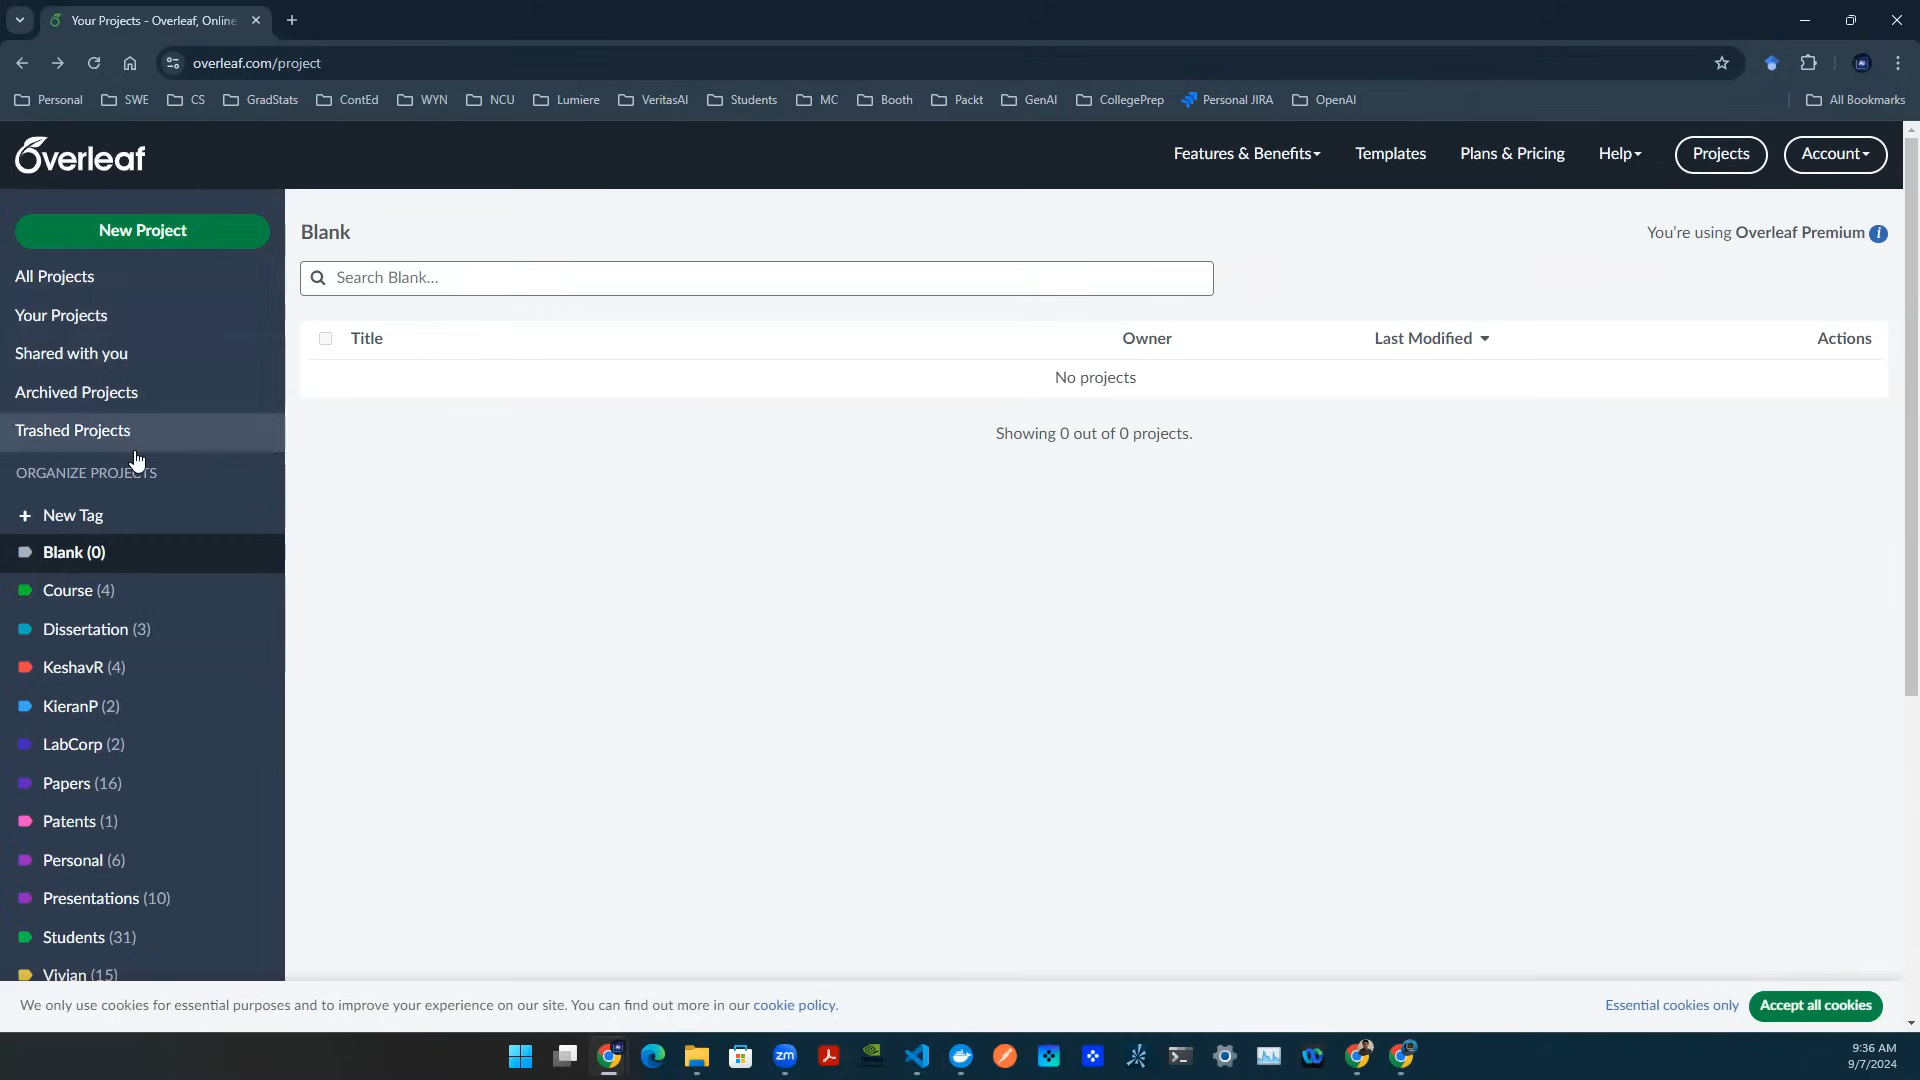 Your Projects - Overleaf, Online
overleaf.com/project
Personal SWE CS GradStats ContEd WYN NCU Lumiere VeritasAI Students MC Booth Packt GenAI CollegePrep Personal JIRA OpenAI All Bookmarks
Overleaf Features & Benefits Templates Plans & Pricing Help Projects Account
New Project
All Projects
Your Projects
Shared with you
Archived Projects
Trashed Projects
ORGANIZE PROJECTS
+ New Tag
Blank (0)
Course (4)
Dissertation (3)
KeshavR (4)
KieranP (2)
LabCorp (2)
Papers (16)
Patents (1)
Personal (6)
Presentations (10)
Students (31)
Vivian (15)
Blank
You're using Overleaf Premium i
Search Blank...
Title Owner Last Modified Actions
No projects
Showing 0 out of 0 projects.
We only use cookies for essential purposes and to improve your experience on our site. You can find out more in our cookie policy.
Essential cookies only Accept all cookies
zm
9:36 AM
9/7/2024